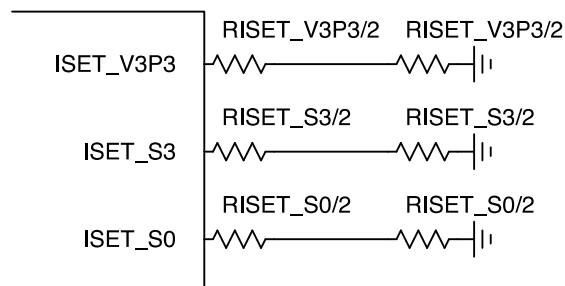 RISET_V3P3/2 RISET_V3P3/2
ISET_V3P3
RISET_S3/2 RISET_S3/2
ISET_S3
RISET_S0/2 RISET_S0/2
ISET_S0